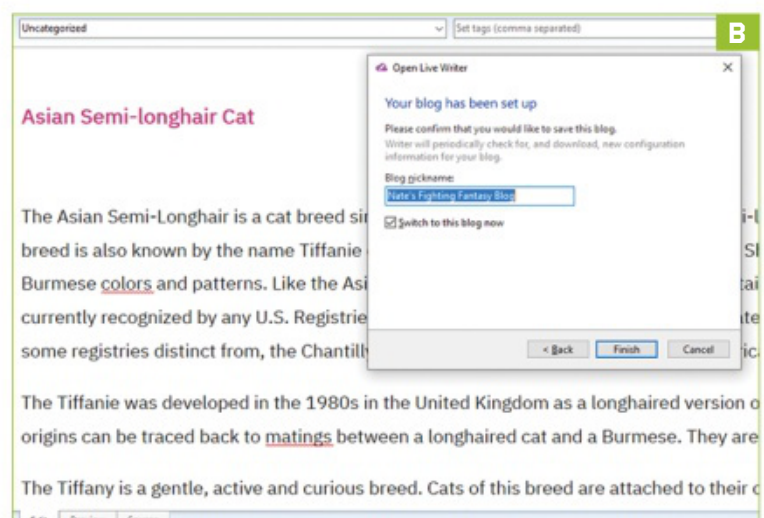 Uncategorized
Set tags (comma separated)
B
Open Live Writer
Your blog has been set up
Please confirm that you would like to save this blog.
Writer will periodically check for, and download, new configuration
information for your blog.
Blog nickname:
Nate's Fighting Fantasy Blog
Switch to this blog now
< Back
Finish
Cancel
Asian Semi-longhair Cat
The Asian Semi-Longhair is a cat breed
breed is also known by the name Tiffanie
Burmese colors and patterns. Like the
currently recognized by any U.S.
some registries distinct from, the
The Tiffanie was developed in the 1980s in the United Kingdom as a longhaired version
origins can be traced back to matings between a longhaired cat and a Burmese. They are
The Tiffany is a gentle, active and curious breed. Cats of this breed are attached to their